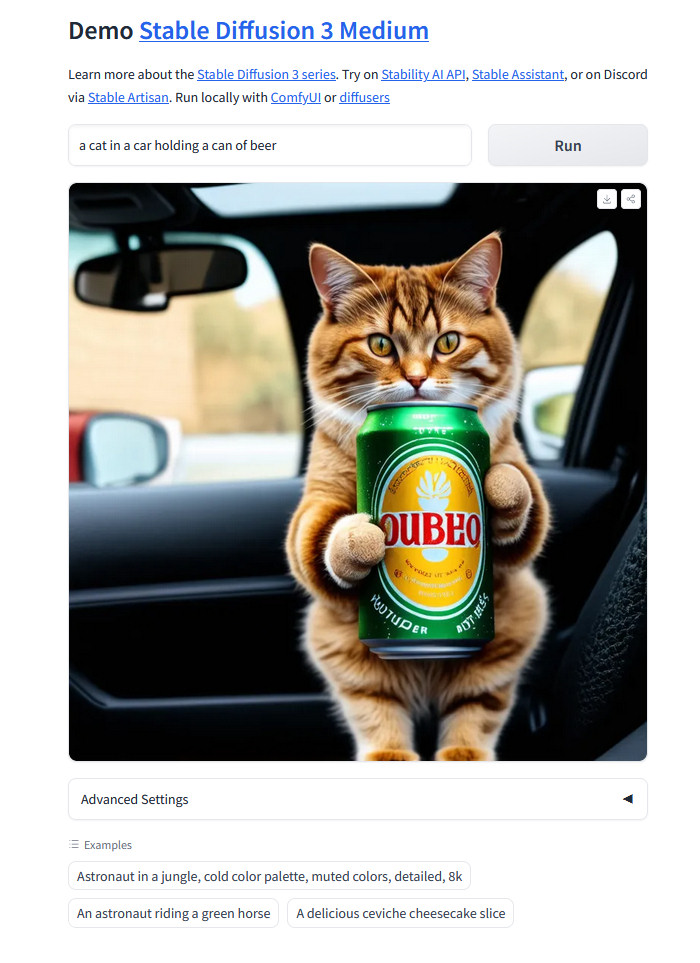 Demo Stable Diffusion 3 Medium
Learn more about the Stable Diffusion 3 series. Try on Stability AI API, Stable Assistant, or on Discord
via Stable Artisan. Run locally with ComfyUI or diffusers
a cat in a car holding a can of beer
Run
OUBHO
Advanced Settings
Examples
Astronaut in a jungle, cold color palette, muted colors, detailed, 8k
An astronaut riding a green horse
A delicious ceviche cheesecake slice